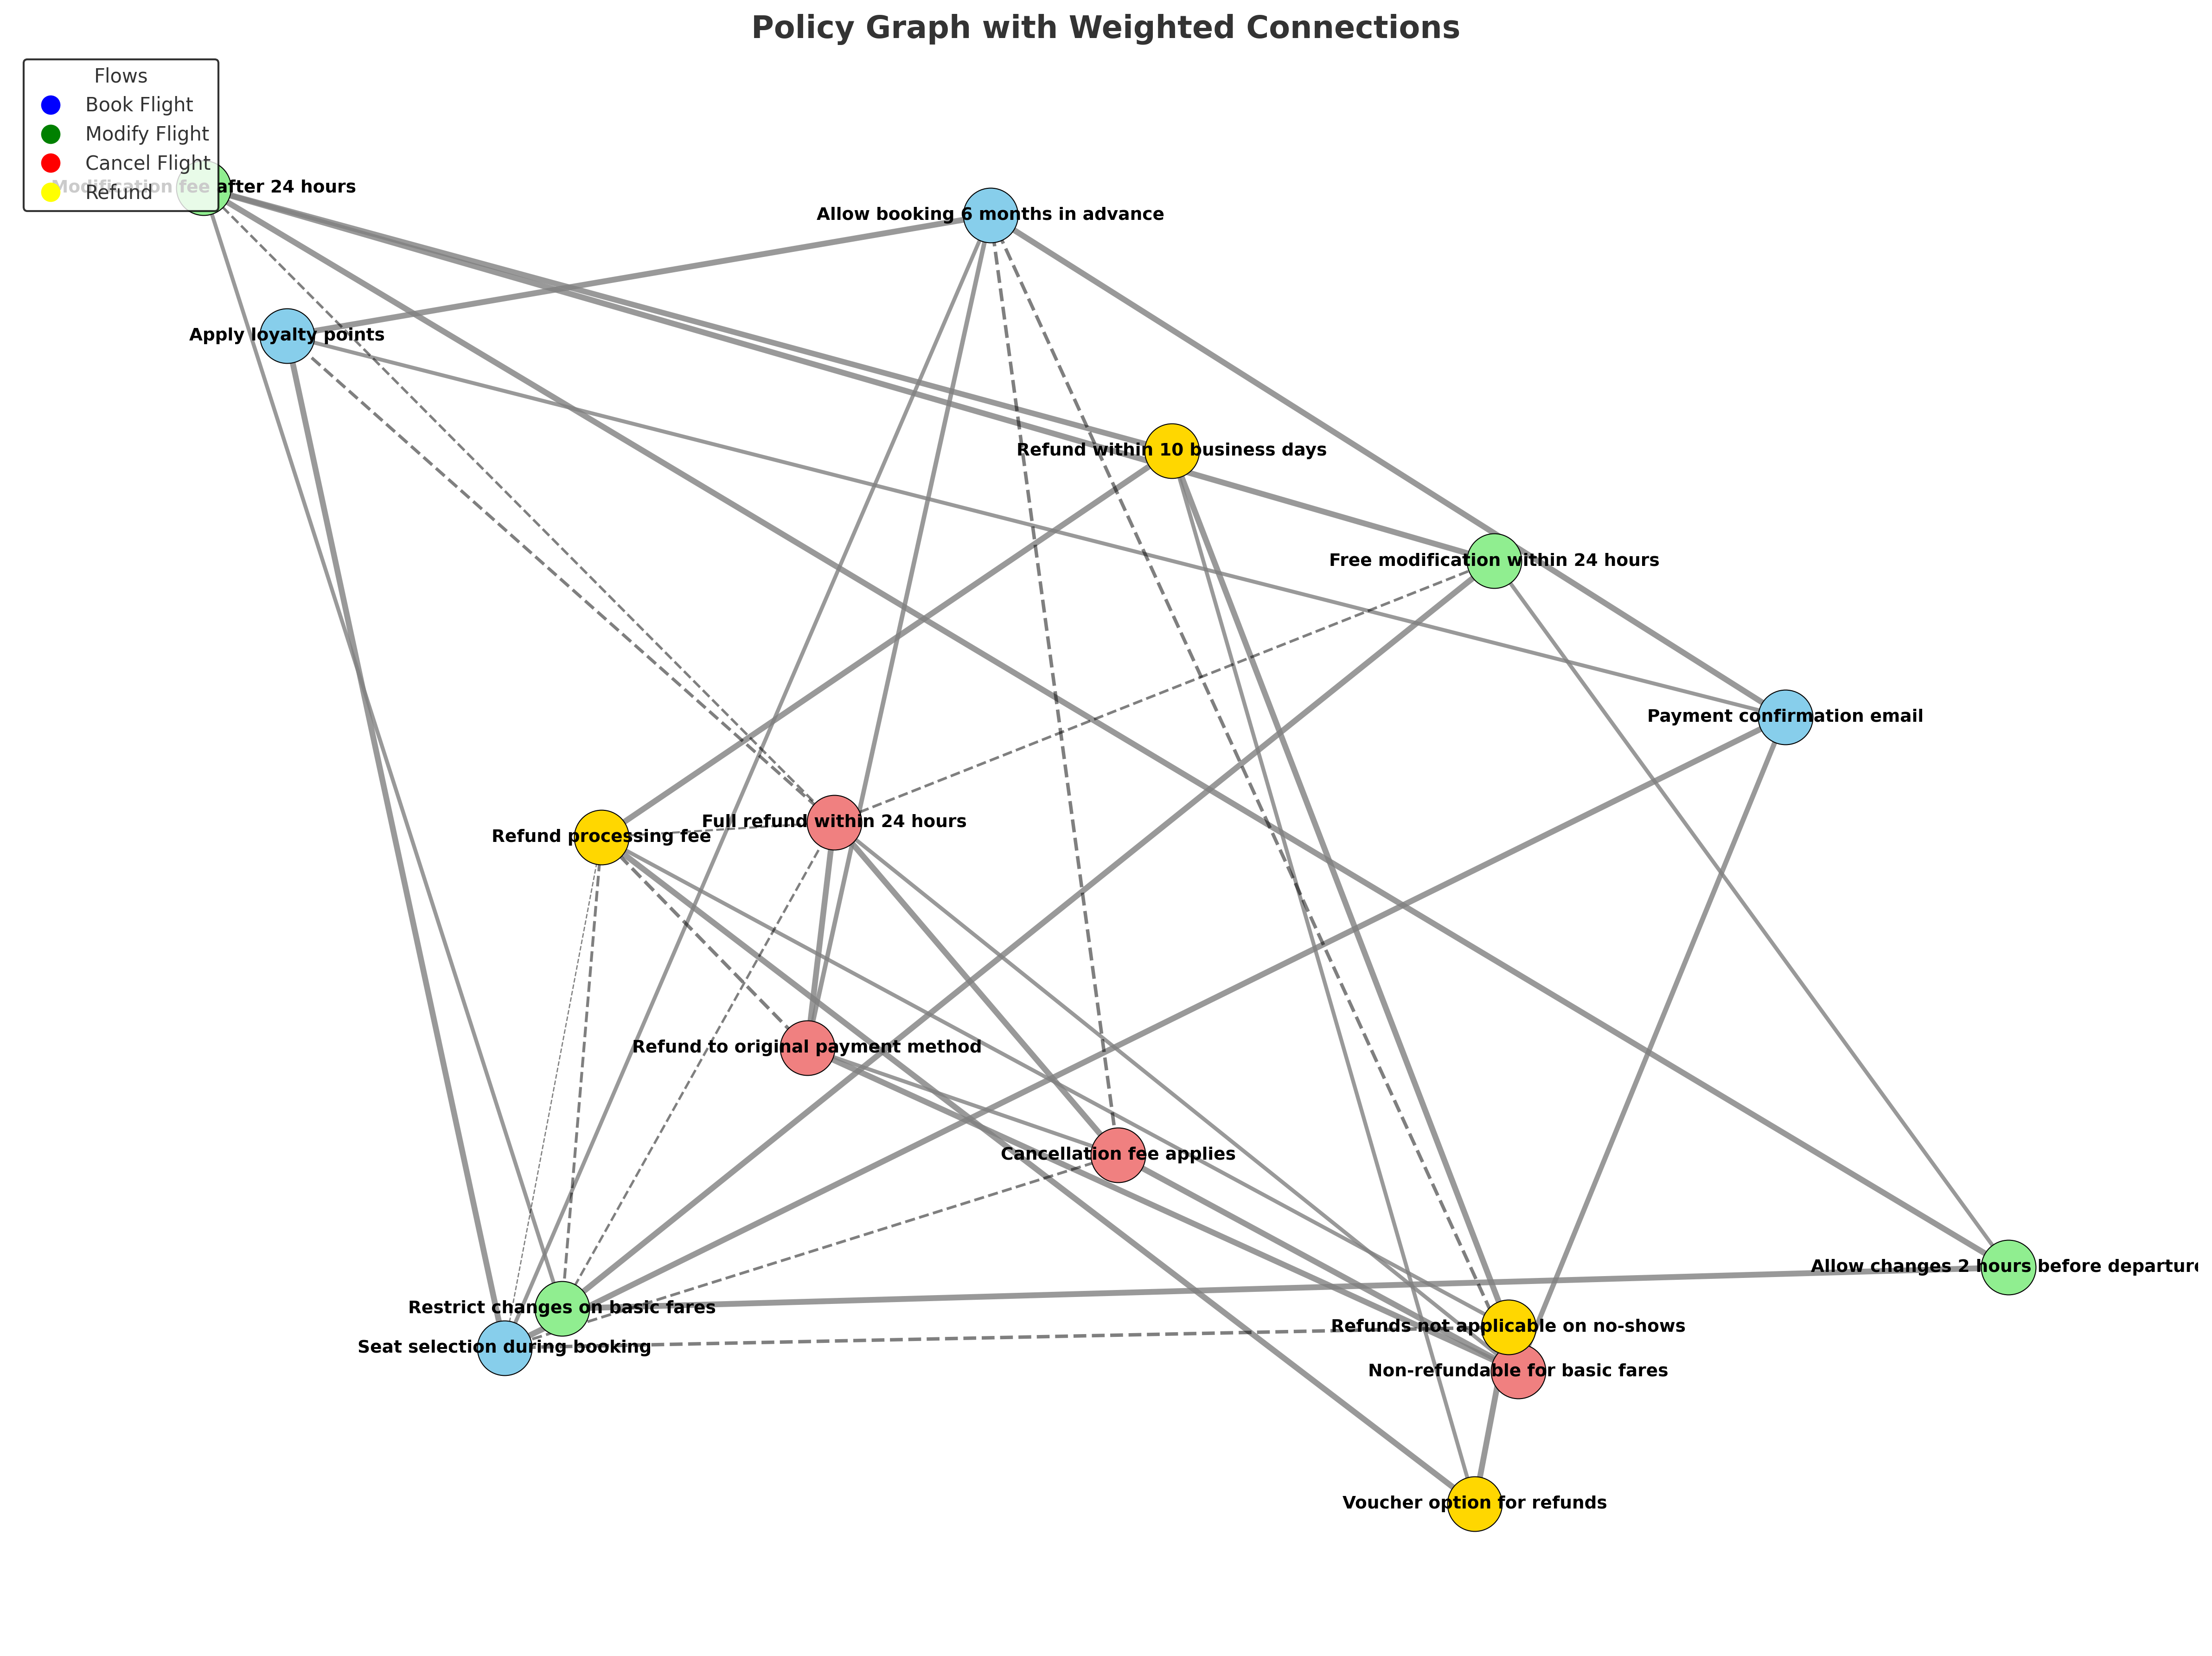 Policy Graph with Weighted Connections
Flows
Book Flight
Modify Flight
Cancel Flight
Refund
Modification fee after 24 hours
Allow booking 6 months in advance
Apply loyalty points
Refund within 10 business days
Free modification within 24 hours
Payment confirmation email
Full refund within 24 hours
Refund processing fee
Refund to original payment method
Cancellation fee applies
Allow changes 2 hours before departure
Restrict changes on basic fares
Refunds not applicable on no-shows
Seat selection during booking
Non-refundable for basic fares
Voucher option for refunds